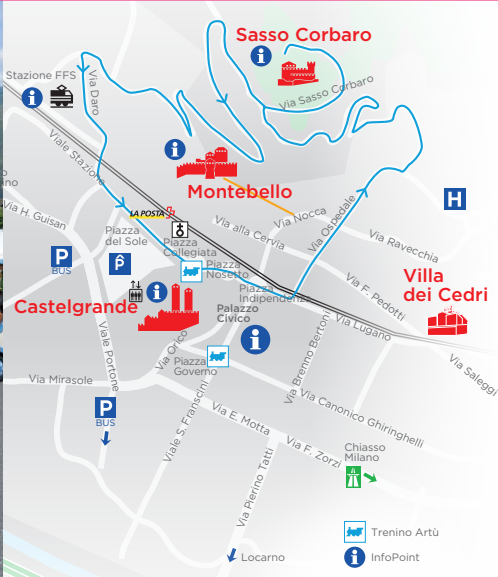 Sasso Corbaro
i
Stazione FFS
i
Via Daro
Via Sasso Corbaro
Viale Stazione
i
Montebello
H
ino
Via H. Guisan
LA POSTA
Via Nocca
Via Ospedale
Via alla Cervia
Via Ravecchia
Piazza
del Sole
Piazza
Collegiata
P
BUS
P
Piazza
Nosetto
Via F. Pedotti
Villa
dei Cedri
Castelgrande
i
Piazza
Indipendenza
Palazzo
Civico
i
Via Lugano
Via Orico
Viale Portone
Piazza
Governo
Via Brenno Bertoni
Via Saleggi
Via Mirasole
P
BUS
Viale S. Franscini
Via Canonico Ghiringhelli
Via E. Motta
Via F. Zorzi
Chiasso
Milano
Via Pierino Tatti
Trenino Artù
Locarno
i InfoPoint